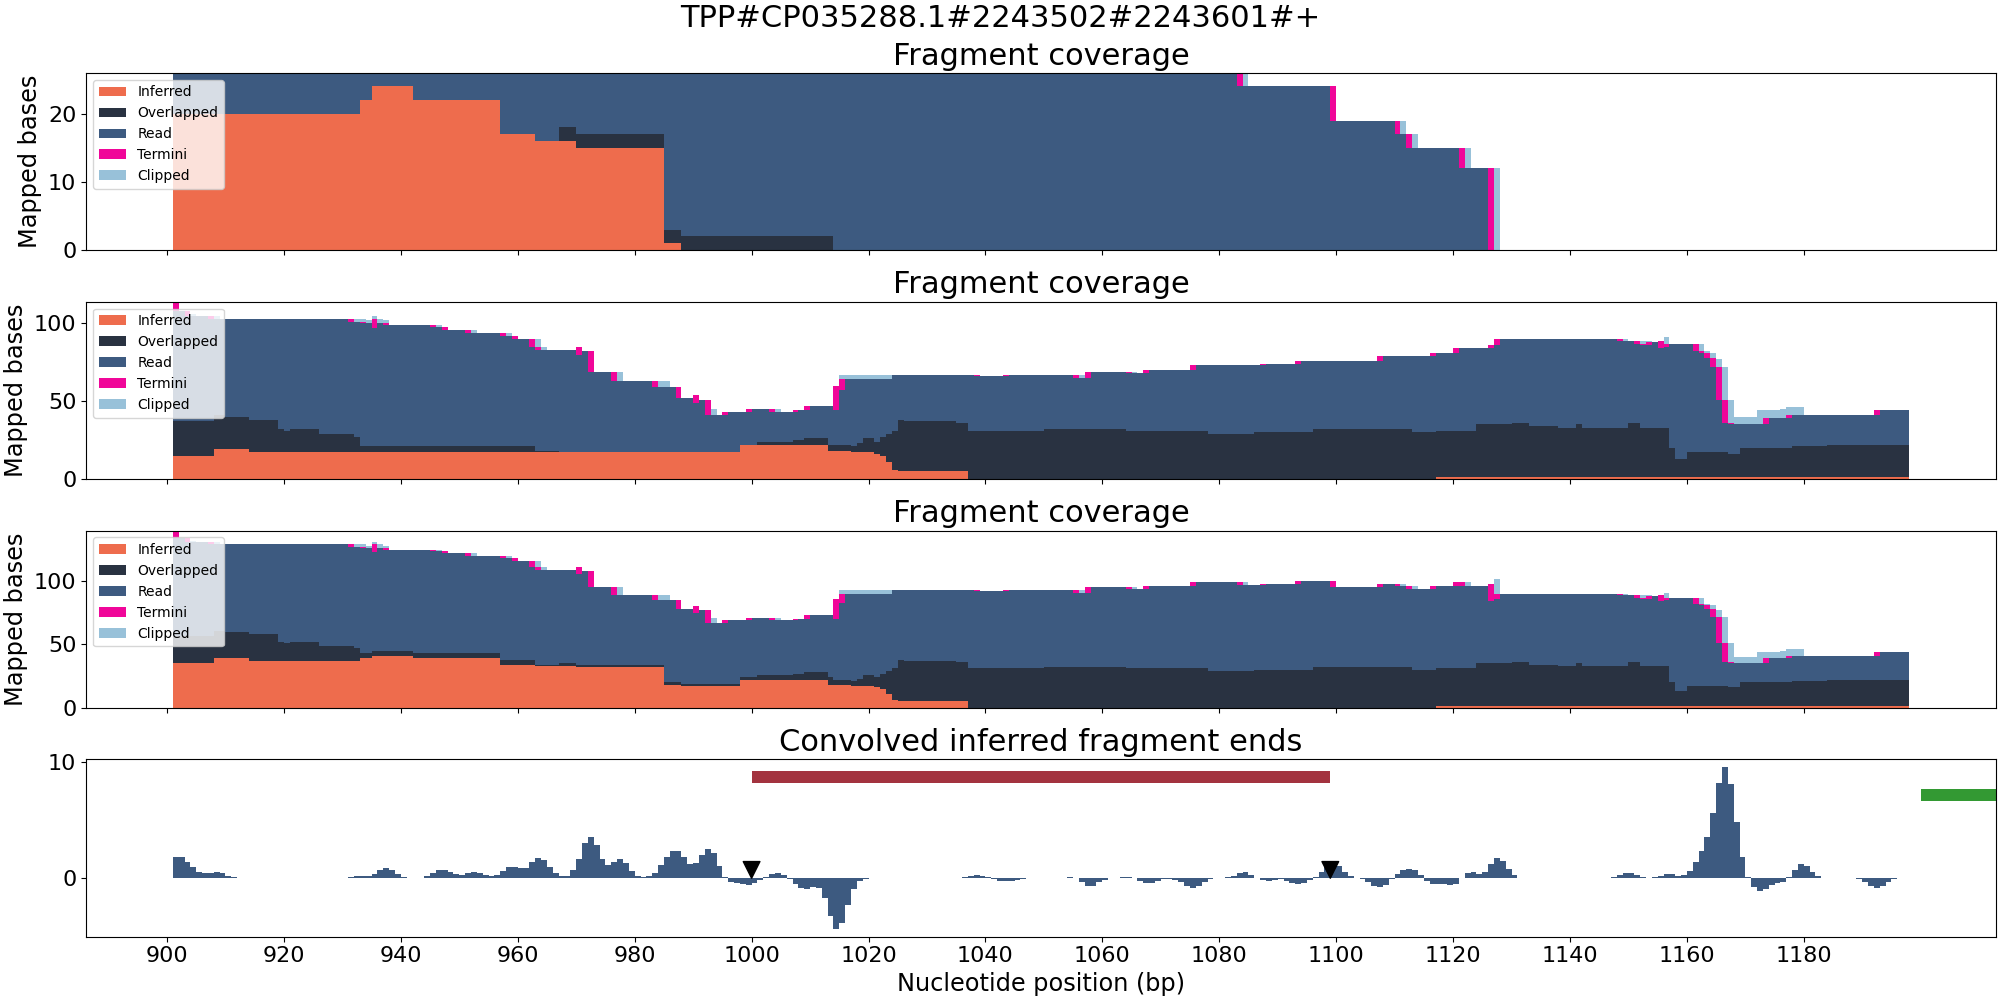 TPP#CP035288.1#2243502#2243601#+
Fragment coverage
Mapped bases
20
10
0
Inferred
Overlapped
Read
Termini
Clipped
Fragment coverage
Mapped bases
100
50
0
Inferred
Overlapped
Read
Termini
Clipped
Fragment coverage
Mapped bases
100
50
0
Inferred
Overlapped
Read
Termini
Clipped
Convolved inferred fragment ends
10
0
900 920 940 960 980 1000 1020 1040 1060 1080 1100 1120 1140 1160 1180
Nucleotide position (bp)